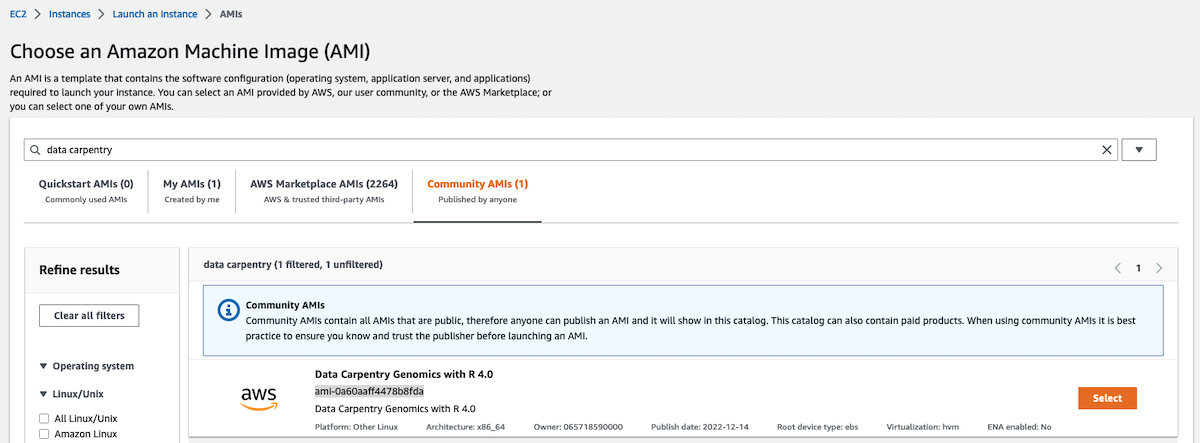 EC2 > Instances > Launch an instance > AMIs
Choose an Amazon Machine Image (AMI)
An AMI is a template that contains the software configuration (operating system, application server, and applications)
required to launch your instance. You can select an AMI provided by AWS, our user community, or the AWS Marketplace; or
you can select one of your own AMIs.
data carpentry
Quickstart AMIs (0)
Commonly used AMIs
My AMIs (1)
Created by me
AWS Marketplace AMIs (2264)
AWS & trusted third-party AMIs
Community AMIs (1)
Published by anyone
Refine results
Clear all filters
Operating system
Linux/Unix
All Linux/Unix
Amazon Linux
data carpentry (1 filtered, 1 unfiltered)
< 1 >
Community AMIs
Community AMIs contain all AMIs that are public, therefore anyone can publish an AMI and it will show in this catalog. This catalog can also contain paid products. When using community AMIs it is best
practice to ensure you know and trust the publisher before launching an AMI.
aws
Data Carpentry Genomics with R 4.0
ami-0a60aaff4478b8fda
Data Carpentry Genomics with R 4.0
Platform: Other Linux Architecture: x86_64 Owner: 065718590000 Publish date: 2022-12-14 Root device type: ebs Virtualization: hvm ENA enabled: No
Select